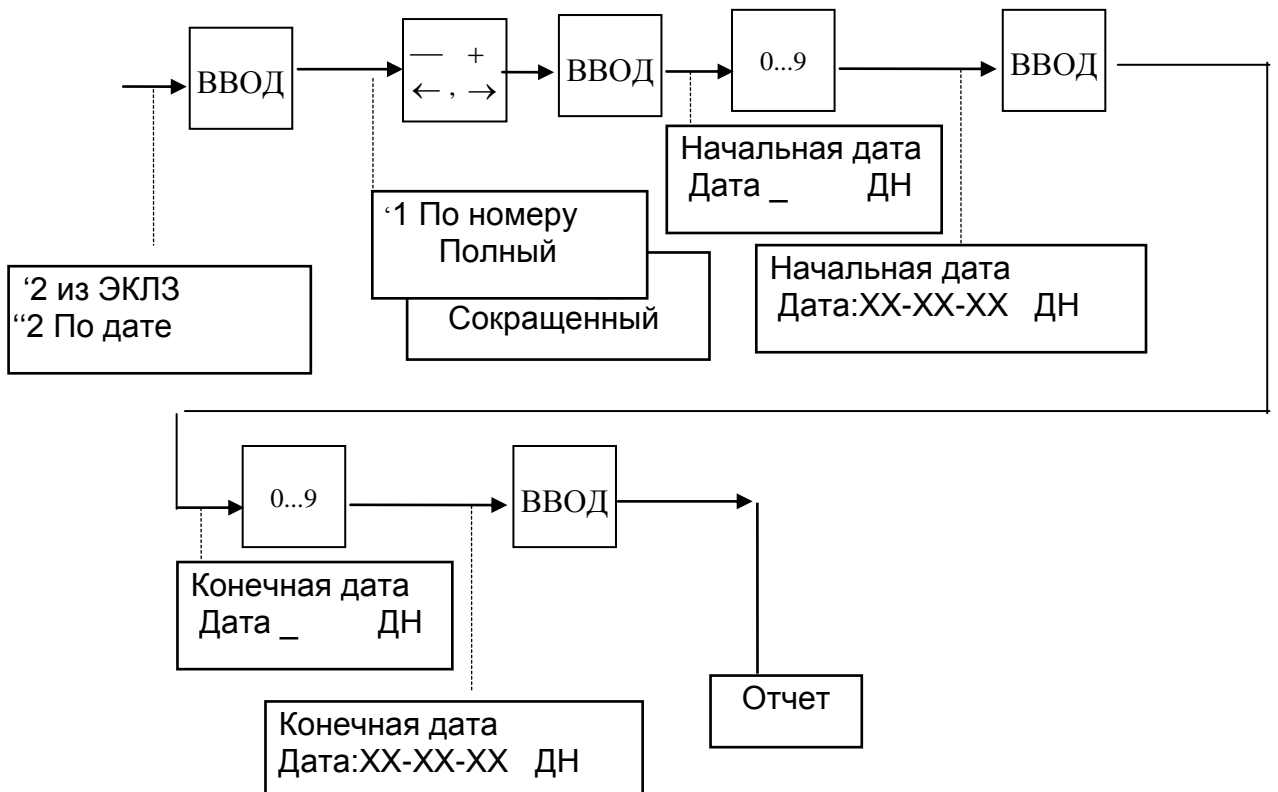 ВВОД
— +
← , →
ВВОД
0...9
ВВОД
Начальная дата
Дата _ ДН
‘1 По номеру
Полный
Сокращенный
Начальная дата
Дата:ХХ-ХХ-ХХ ДН
‘2 из ЭКЛЗ
‘‘2 По дате
0...9
ВВОД
Конечная дата
Дата _ ДН
Конечная дата
Дата:ХХ-ХХ-ХХ ДН
Отчет